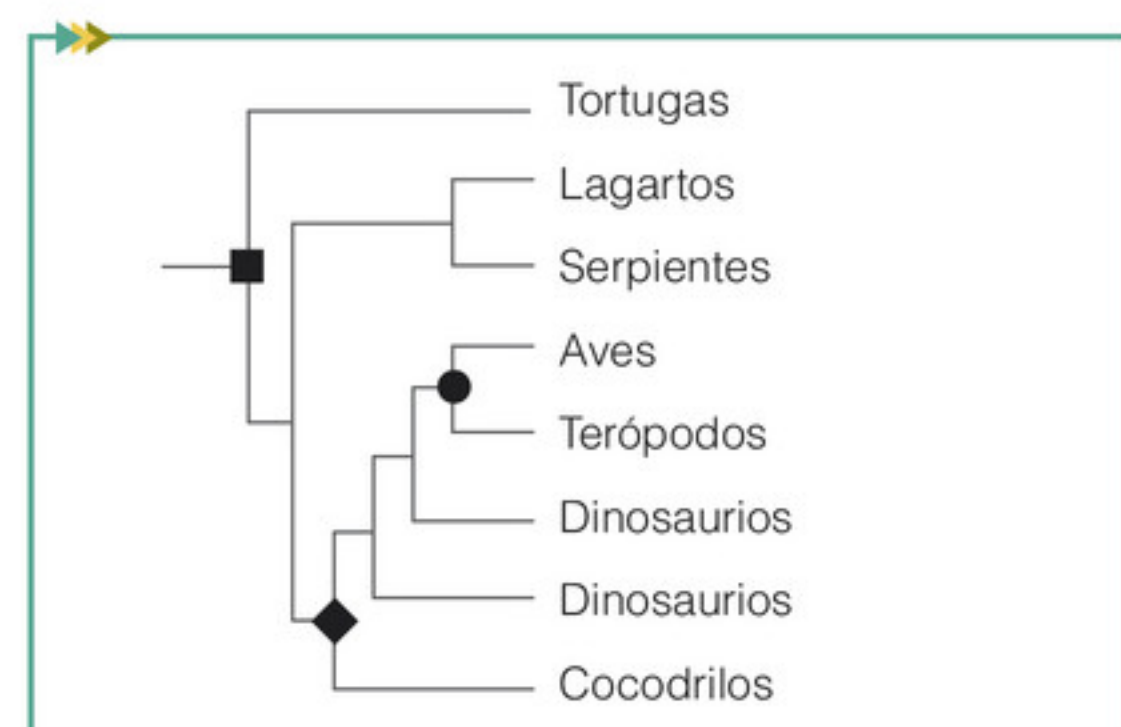 Tortugas
Lagartos
Serpientes
Aves
Terópodos
Dinosaurios
Dinosaurios
Cocodrilos